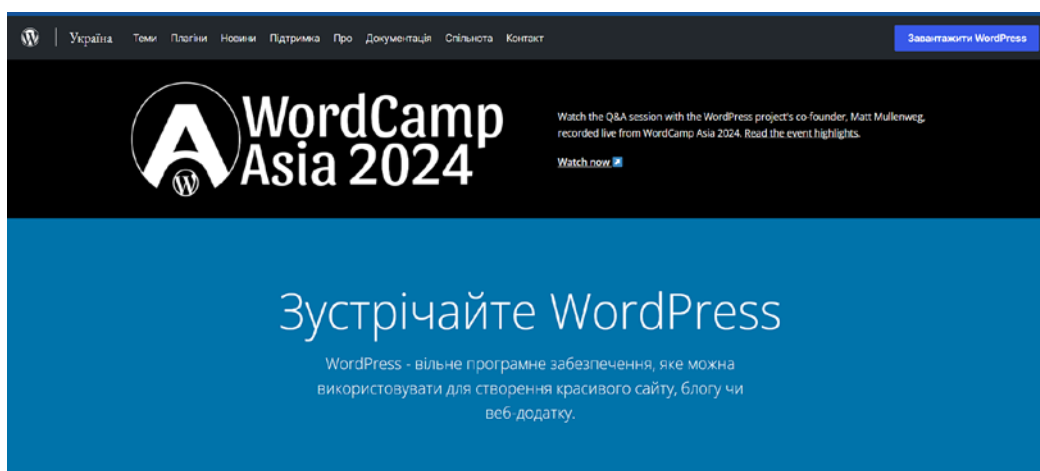 Україна Теми Плагіни Новини Підтримка Про Документація Спільнота Контакт Завантажити WordPress
WordCamp
Asia 2024
Watch the Q&A session with the WordPress project's co-founder, Matt Mullenweg,
recorded live from WordCamp Asia 2024. Read the event highlights.
Watch now
Зустрічайте WordPress
WordPress - вільне програмне забезпечення, яке можна
використовувати для створення красивого сайту, блогу чи
веб-додатку.